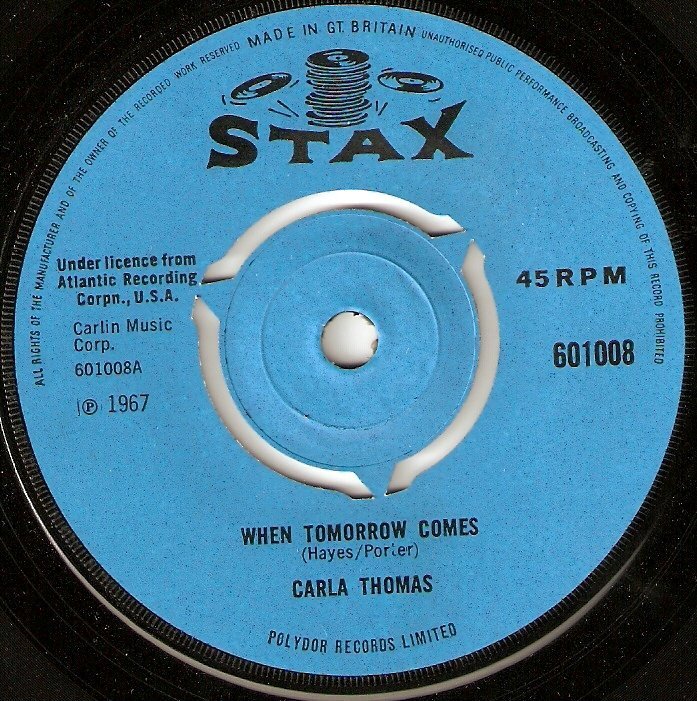 ALL RIGHTS OF THE MANUFACTURER AND OF THE OWNER OF THE RECORDED WORK RESERVED MADE IN GT. BRITAIN UNAUTHORISED PUBLIC PERFORMANCE BROADCASTING AND COPYING OF THIS RECORD PROHIBITED
STAX
Under licence from
Atlantic Recording
Corpn., U.S.A.
Carlin Music
Corp.
601008A
℗ 1967
45 RPM
601008
WHEN TOMORROW COMES
(Hayes/Porter)
CARLA THOMAS
POLYDOR RECORDS LIMITED